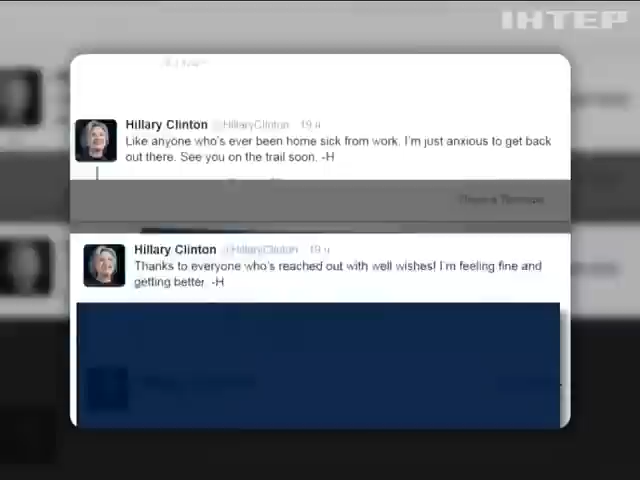 ІНТЕР
Hillary Clinton @HillaryClinton · 19 ч
Like anyone who's ever been home sick from work, I'm just anxious to get back
out there. See you on the trail soon. -H
Hillary Clinton @HillaryClinton · 19 ч
Thanks to everyone who's reached out with well wishes! I'm feeling fine and
getting better. -H